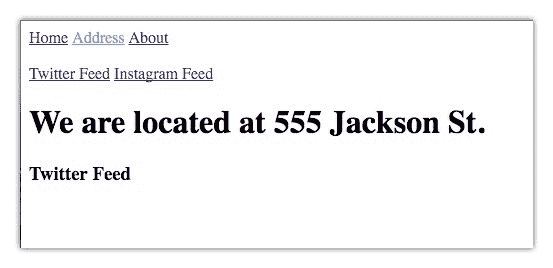 Home Address About
Twitter Feed Instagram Feed
We are located at 555 Jackson St.
Twitter Feed